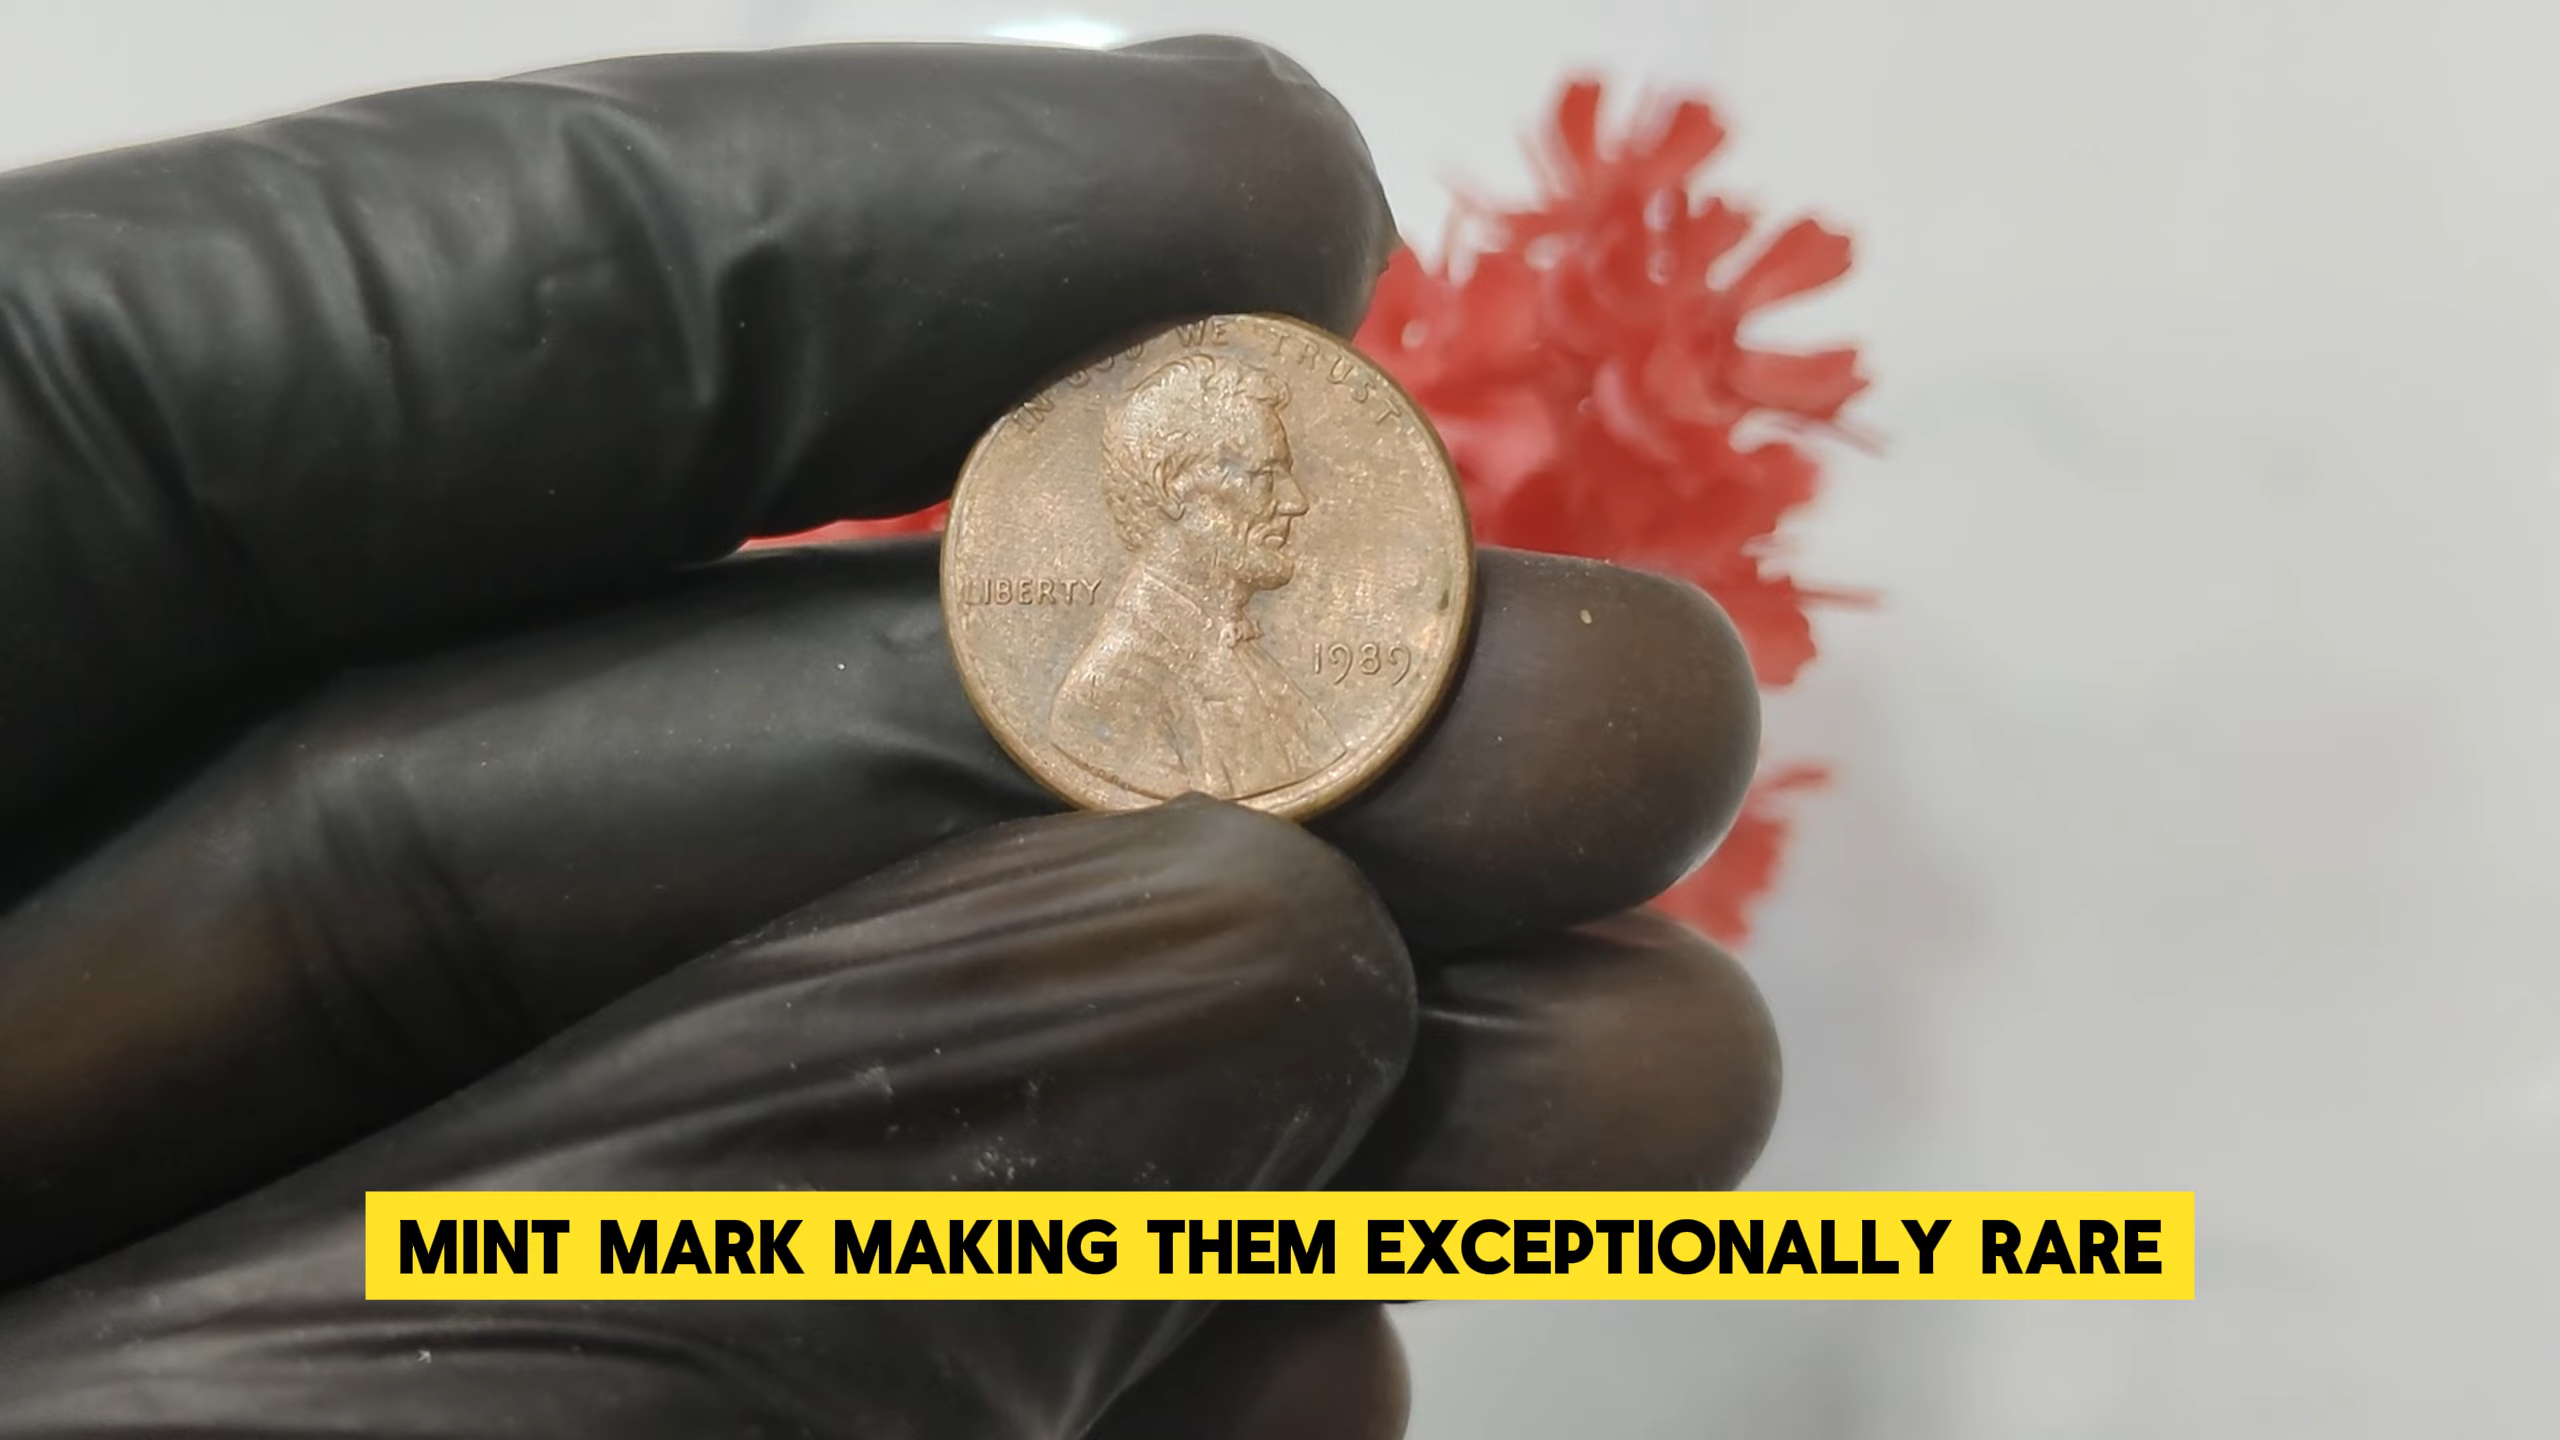 IN GOD WE TRUST
LIBERTY
1989
MINT MARK MAKING THEM EXCEPTIONALLY RARE